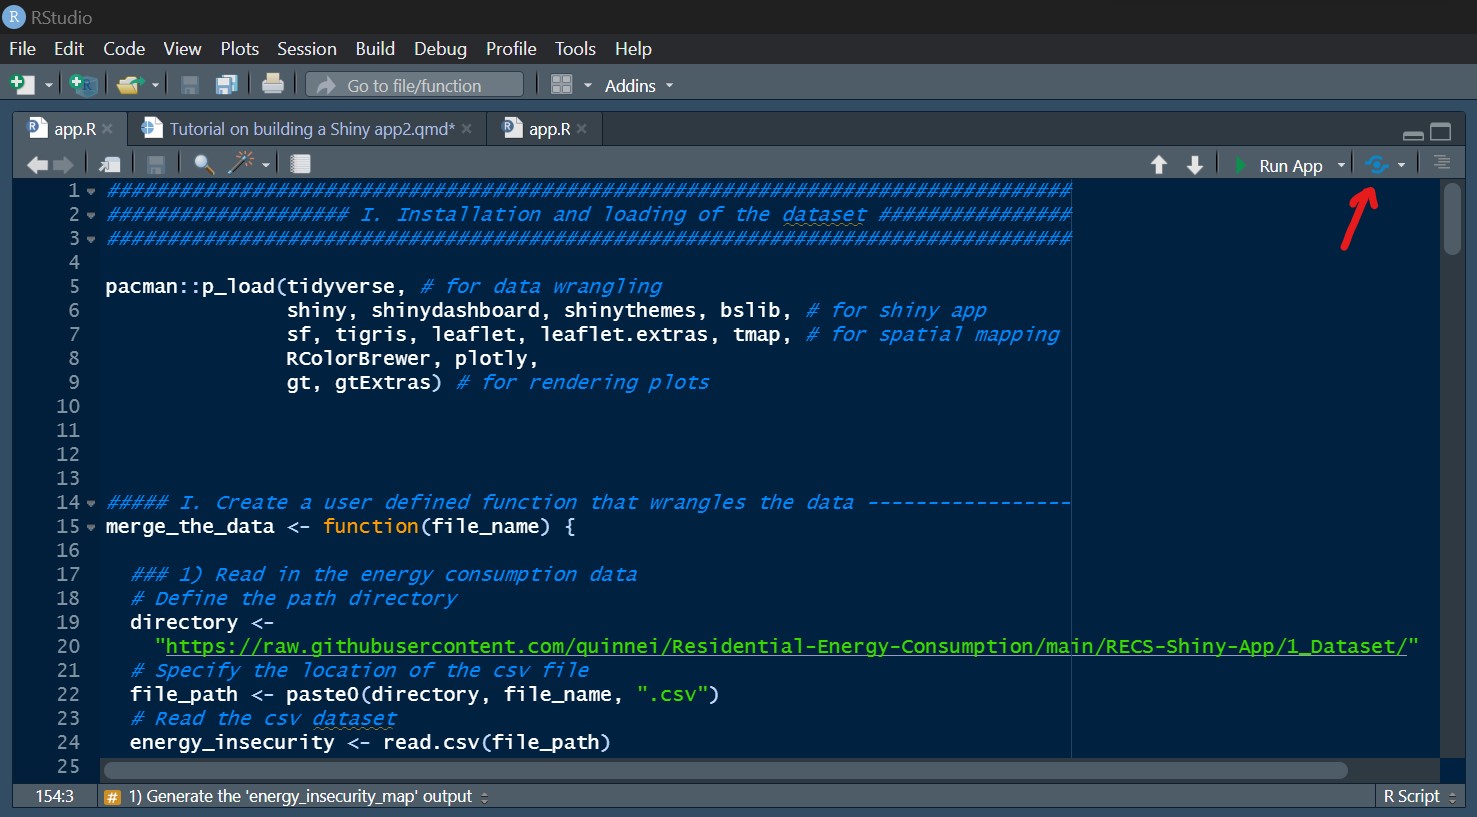 R RStudio
File Edit Code View Plots Session Build Debug Profile Tools Help
Go to file/function Addins
app.R Tutorial on building a Shiny app2.qmd* app.R
Run App
1 ################################################################################
2 #################### I. Installation and loading of the dataset ################
3 ################################################################################
4
5 pacman::p_load(tidyverse, # for data wrangling
6 shiny, shinydashboard, shinythemes, bslib, # for shiny app
7 sf, tigris, leaflet, leaflet.extras, tmap, # for spatial mapping
8 RColorBrewer, plotly,
9 gt, gtExtras) # for rendering plots
10
11
12
13
14 ##### I. Create a user defined function that wrangles the data -----------------
15 merge_the_data <- function(file_name) {
16
17 ### 1) Read in the energy consumption data
18 # Define the path directory
19 directory <-
20 "https://raw.githubusercontent.com/quinnei/Residential-Energy-Consumption/main/RECS-Shiny-App/1_Dataset/"
21 # Specify the location of the csv file
22 file_path <- paste0(directory, file_name, ".csv")
23 # Read the csv dataset
24 energy_insecurity <- read.csv(file_path)
25
154:3 # 1) Generate the 'energy_insecurity_map' output R Script